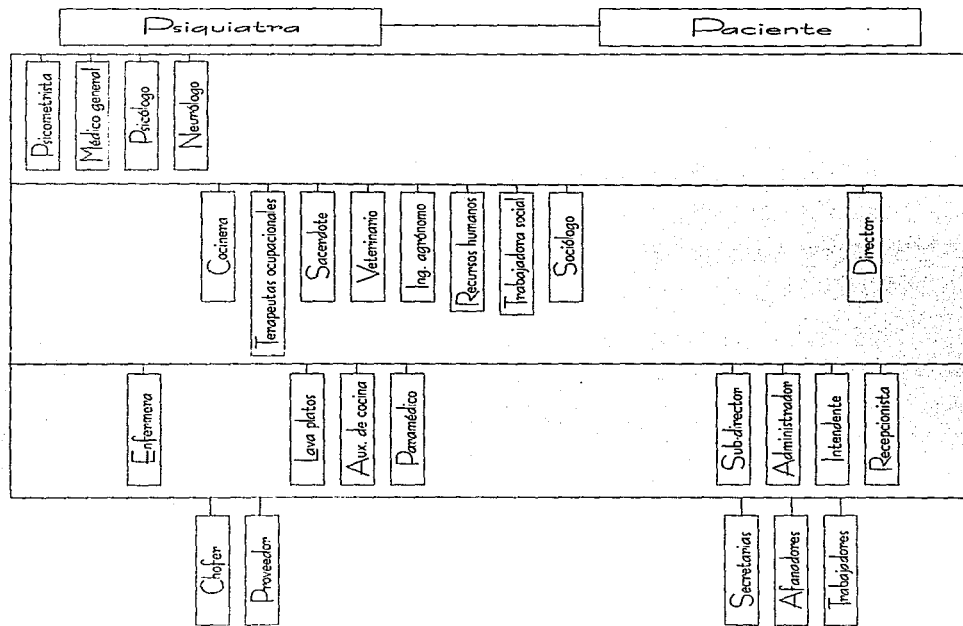 Psiquiatra
Paciente
Psicometrista
Médico general
Psicólogo
Neurólogo
Cocinera
Terapeutas ocupacionales
Sacerdote
Veterinario
Ing. agrónomo
Recursos humanos
Trabajadora social
Sociólogo
Director
Enfermera
Lava platos
Aux. de cocina
Paramédico
Sub-director
Administrador
Intendente
Recepcionista
Chofer
Proveedor
Secretarias
Afanadores
Trabajadores